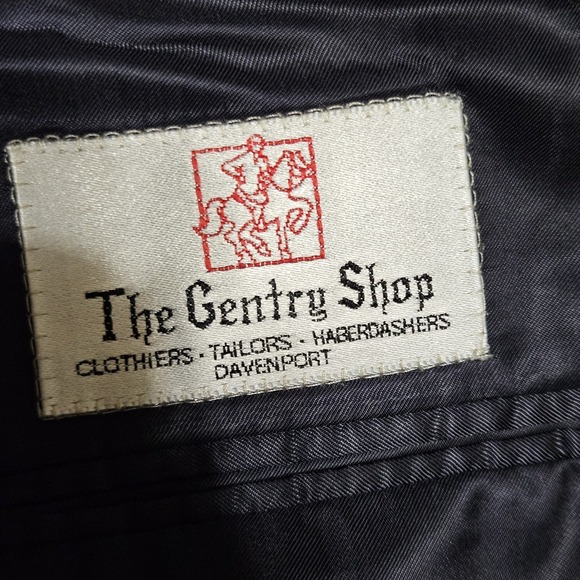 The Gentry Shop
CLOTHIERS · TAILORS · HABERDASHERS
DAVENPORT